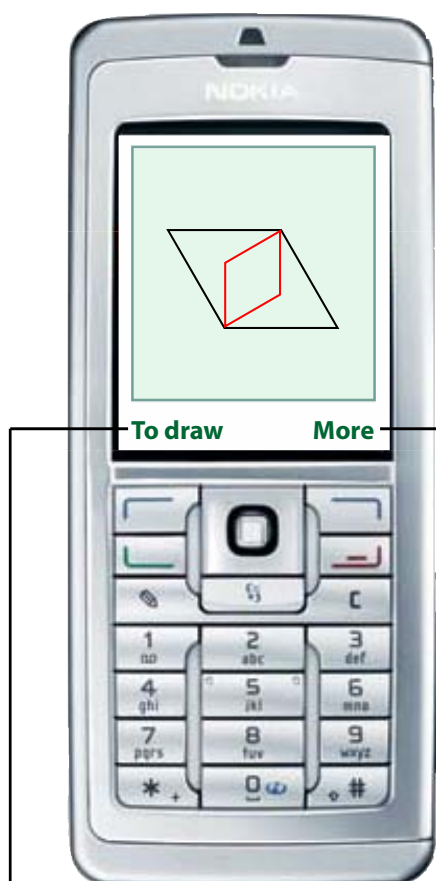 NOKIA
To draw More
1 2 3
abc def
4 5 6
ghi jkl mno
7 8 9
pqrs tuv wxyz
* + 0 #